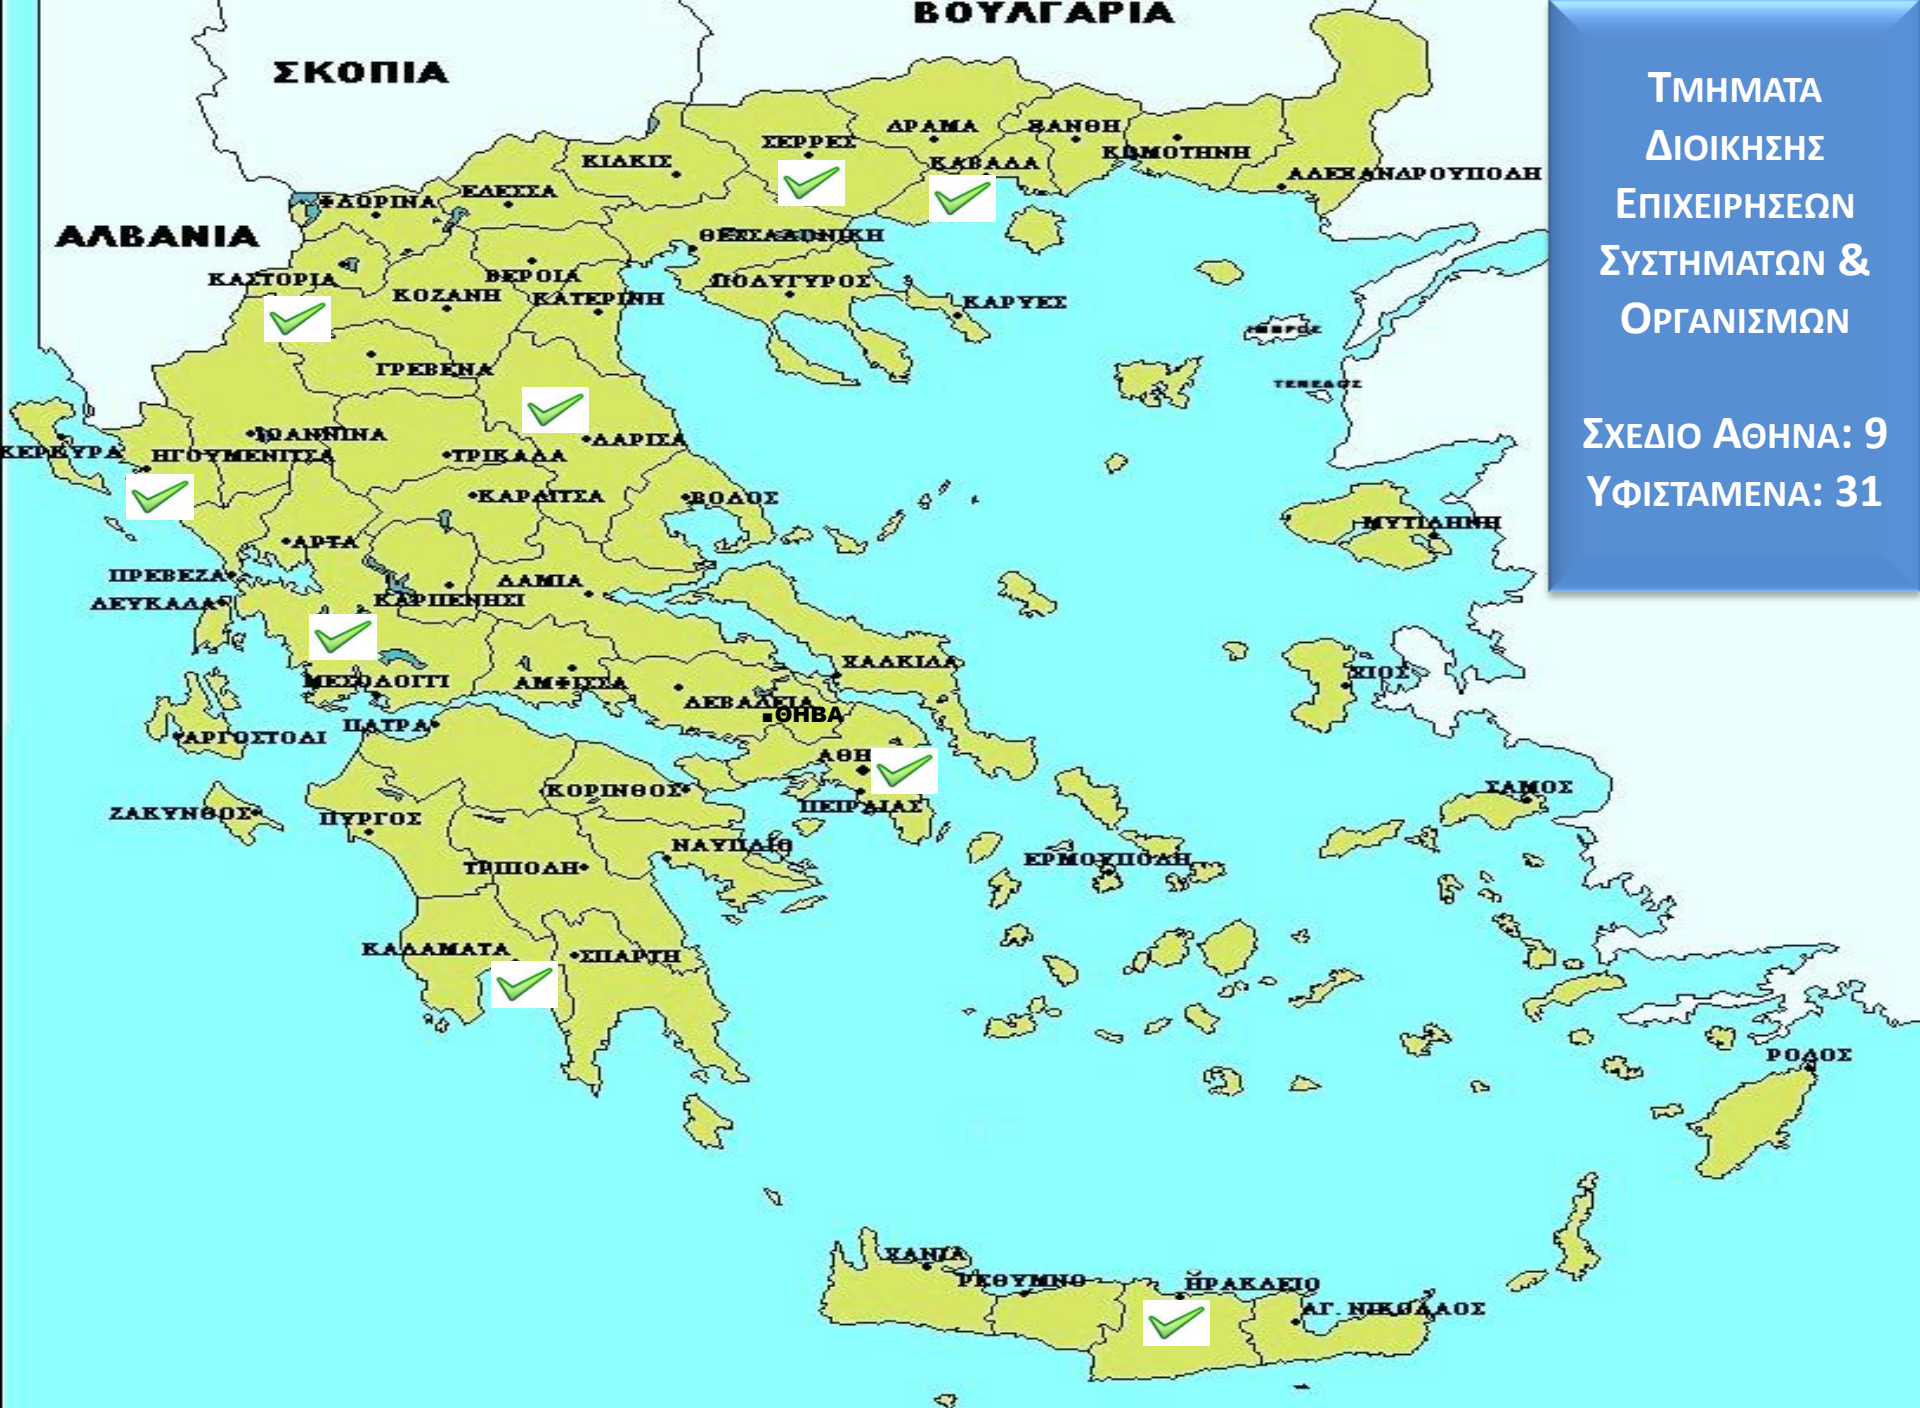 ΒΟΥΛΓΑΡΙΑ
ΣΚΟΠΙΑ
ΑΛΒΑΝΙΑ
ΤΜΗΜΑΤΑ
ΔΙΟΙΚΗΣΗΣ
ΕΠΙΧΕΙΡΗΣΕΩΝ
ΣΥΣΤΗΜΑΤΩΝ &
ΟΡΓΑΝΙΣΜΩΝ
ΣΧΕΔΙΟ ΑΘΗΝΑ: 9
ΥΦΙΣΤΑΜΕΝΑ: 31
ΔΡΑΜΑ
ΞΑΝΘΗ
ΣΕΡΡΕΣ
ΚΙΛΚΙΣ
ΚΑΒΑΛΑ
ΚΟΜΟΤΗΝΗ
ΑΛΕΞΑΝΔΡΟΥΠΟΛΗ
ΕΔΕΣΣΑ
ΦΛΩΡΙΝΑ
ΘΕΣΣΑΛΟΝΙΚΗ
ΚΑΣΤΟΡΙΑ
ΒΕΡΟΙΑ
ΠΟΛΥΓΥΡΟΣ
ΚΟΖΑΝΗ
ΚΑΤΕΡΙΝΗ
ΚΑΡΥΕΣ
ΙΜΒΡΟΣ
ΓΡΕΒΕΝΑ
ΤΕΝΕΔΟΣ
ΙΩΑΝΝΙΝΑ
ΛΑΡΙΣΑ
ΚΕΡΚΥΡΑ
ΗΓΟΥΜΕΝΙΤΣΑ
ΤΡΙΚΑΛΑ
ΚΑΡΔΙΤΣΑ
ΒΟΛΟΣ
ΜΥΤΙΛΗΝΗ
ΑΡΤΑ
ΠΡΕΒΕΖΑ
ΛΑΜΙΑ
ΛΕΥΚΑΔΑ
ΚΑΡΠΕΝΗΣΙ
ΧΑΛΚΙΔΑ
ΧΙΟΣ
ΜΕΣΟΛΟΓΓΙ
ΑΜΦΙΣΣΑ
ΛΕΒΑΔΕΙΑ
ΘΗΒΑ
ΠΑΤΡΑ
ΑΡΓΟΣΤΟΛΙ
ΑΘΗ
ΚΟΡΙΝΘΟΣ
ΣΑΜΟΣ
ΠΕΙΡΑΙΑΣ
ΖΑΚΥΝΘΟΣ
ΠΥΡΓΟΣ
ΝΑΥΠΛΙΟ
ΕΡΜΟΥΠΟΛΗ
ΤΡΙΠΟΛΗ
ΚΑΛΑΜΑΤΑ
ΣΠΑΡΤΗ
ΡΟΔΟΣ
ΧΑΝΙΑ
ΡΕΘΥΜΝΟ
ΗΡΑΚΛΕΙΟ
ΑΓ. ΝΙΚΟΛΑΟΣ